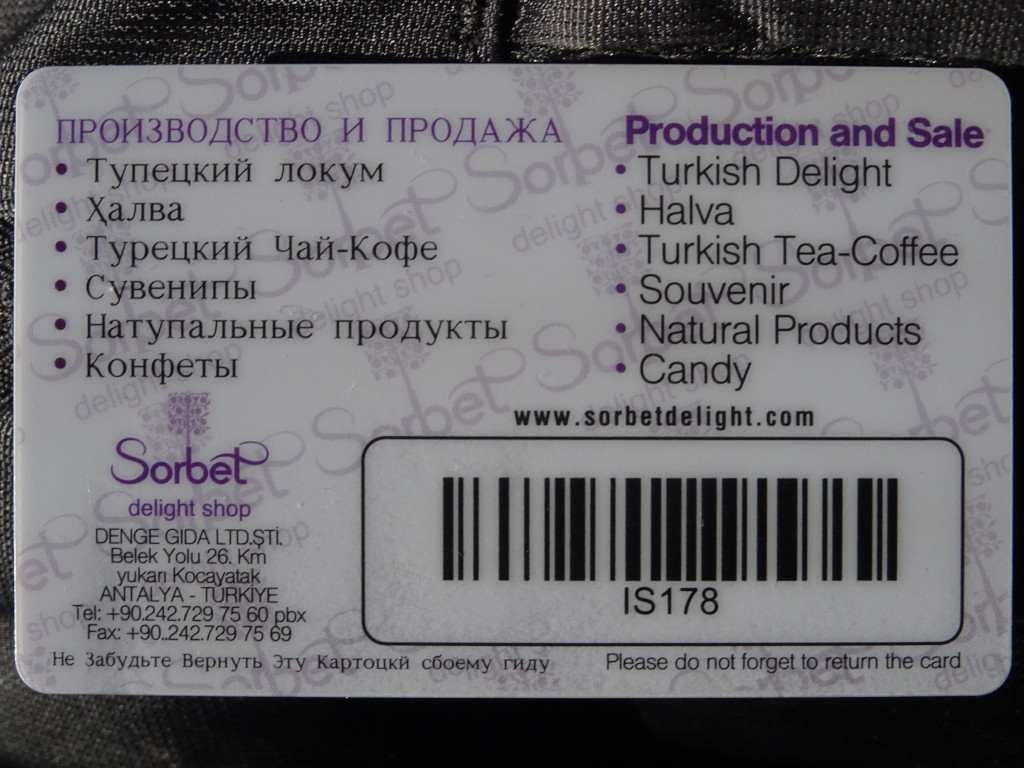 ПРОИЗВОДСТВО И ПРОДАЖА
• Тупецкий локум
• Халва
• Турецкий Чай-Кофе
• Сувенипы
• Натупальные продукты
• Конфеты
Production and Sale
• Turkish Delight
• Halva
• Turkish Tea-Coffee
• Souvenir
• Natural Products
• Candy
www.sorbetdelight.com
Sorbet
delight shop
DENGE GIDA LTD.ŞTİ.
Belek Yolu 26. Km
yukarı Kocayatak
ANTALYA - TÜRKİYE
Tel: +90.242.729 75 60 pbx
Fax: +90..242.729 75 69
IS178
Не Забудьте Вернуть Эту Картоцкй сбоему гиду
Please do not forget to return the card